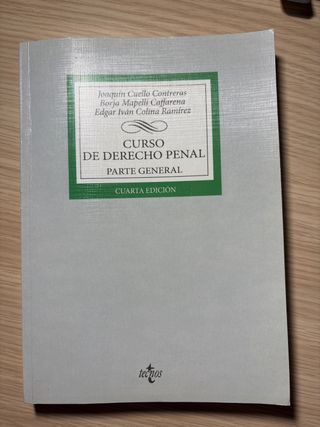 Joaquín Cuello Contreras
Borja Mapelli Caffarena
Edgar Iván Colina Ramírez
CURSO
DE DERECHO PENAL
PARTE GENERAL
CUARTA EDICIÓN
tecnos